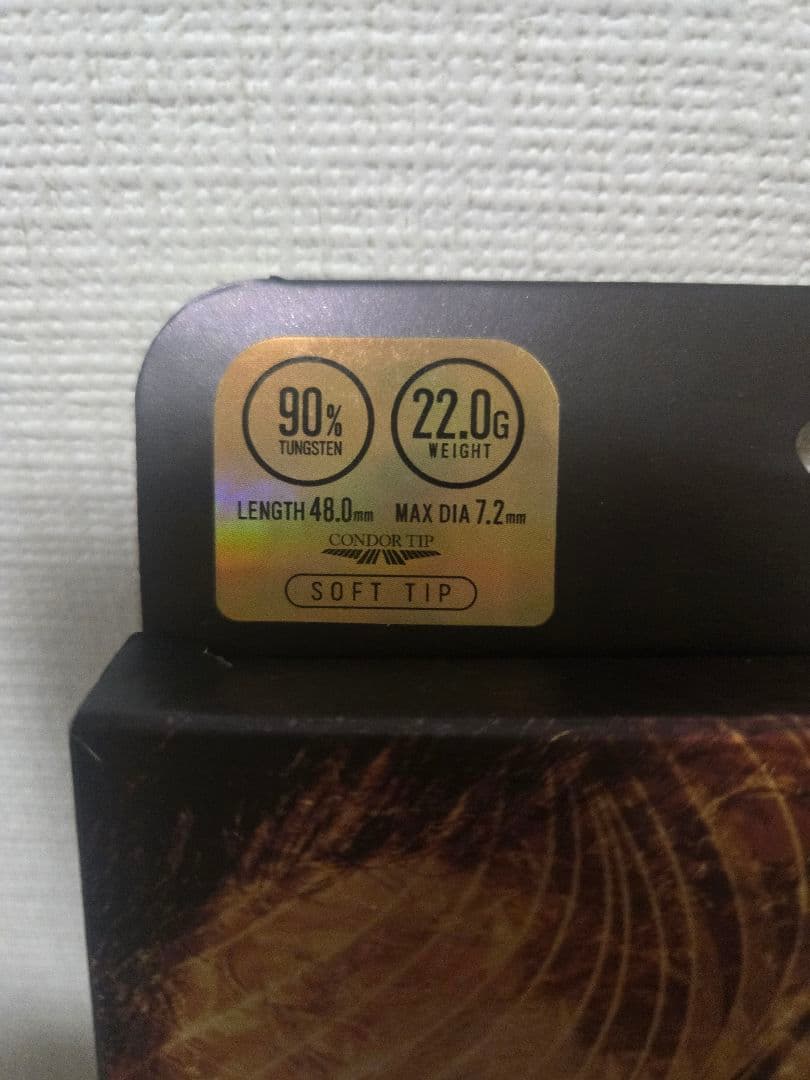 90% 22.0G
TUNGSTEN WEIGHT
LENGTH 48.0mm MAX DIA 7.2mm
CONDOR TIP
SOFT TIP